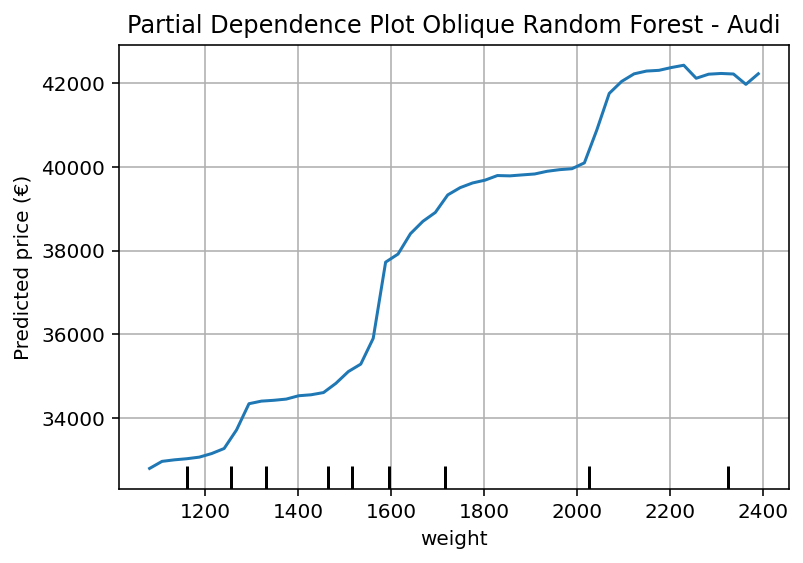 Partial Dependence Plot Oblique Random Forest - Audi
42000
40000
38000
36000
34000
Predicted price (€)
1200 1400 1600 1800 2000 2200 2400
weight